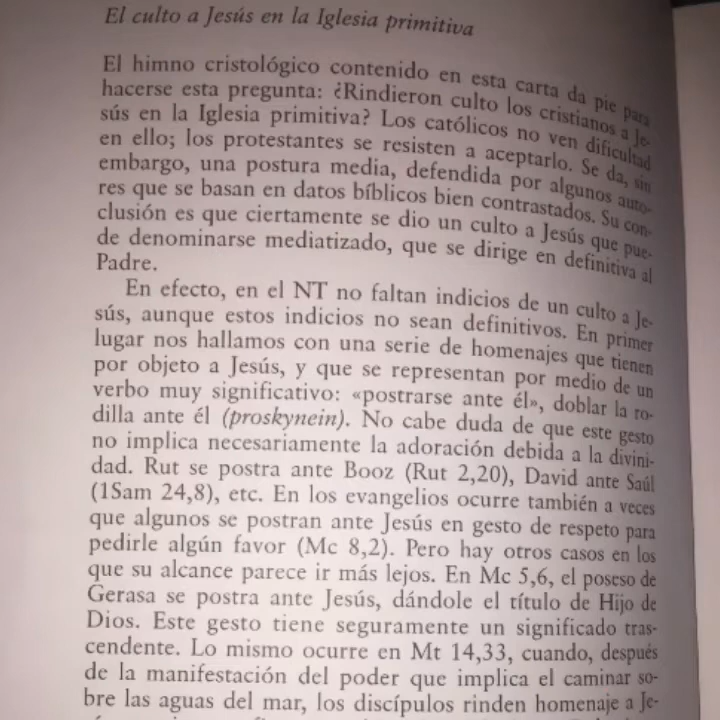 El culto a Jesús en la Iglesia primitiva
El himno cristológico contenido en esta carta da pie para
hacerse esta pregunta: ¿Rindieron culto los cristianos a Je-
sús en la Iglesia primitiva? Los católicos no ven dificultad
en ello; los protestantes se resisten a aceptarlo. Se da, sin
embargo, una postura media, defendida por algunos auto-
res que se basan en datos bíblicos bien contrastados. Su con-
clusión es que ciertamente se dio un culto a Jesús que pue-
de denominarse mediatizado, que se dirige en definitiva al
Padre.
En efecto, en el NT no faltan indicios de un culto a Je-
sús, aunque estos indicios no sean definitivos. En primer
lugar nos hallamos con una serie de homenajes que tienen
por objeto a Jesús, y que se representan por medio de un
verbo muy significativo: «postrarse ante él», doblar la ro-
dilla ante él (proskynein). No cabe duda de que este gesto
no implica necesariamente la adoración debida a la divini-
dad. Rut se postra ante Booz (Rut 2,20), David ante Saúl
(1Sam 24,8), etc. En los evangelios ocurre también a veces
que algunos se postran ante Jesús en gesto de respeto para
pedirle algún favor (Mc 8,2). Pero hay otros casos en los
que su alcance parece ir más lejos. En Mc 5,6, el poseso de
Gerasa se postra ante Jesús, dándole el título de Hijo de
Dios. Este gesto tiene seguramente un significado tras-
cendente. Lo mismo ocurre en Mt 14,33, cuando, después
de la manifestación del poder que implica el caminar so-
bre las aguas del mar, los discípulos rinden homenaje a Je-